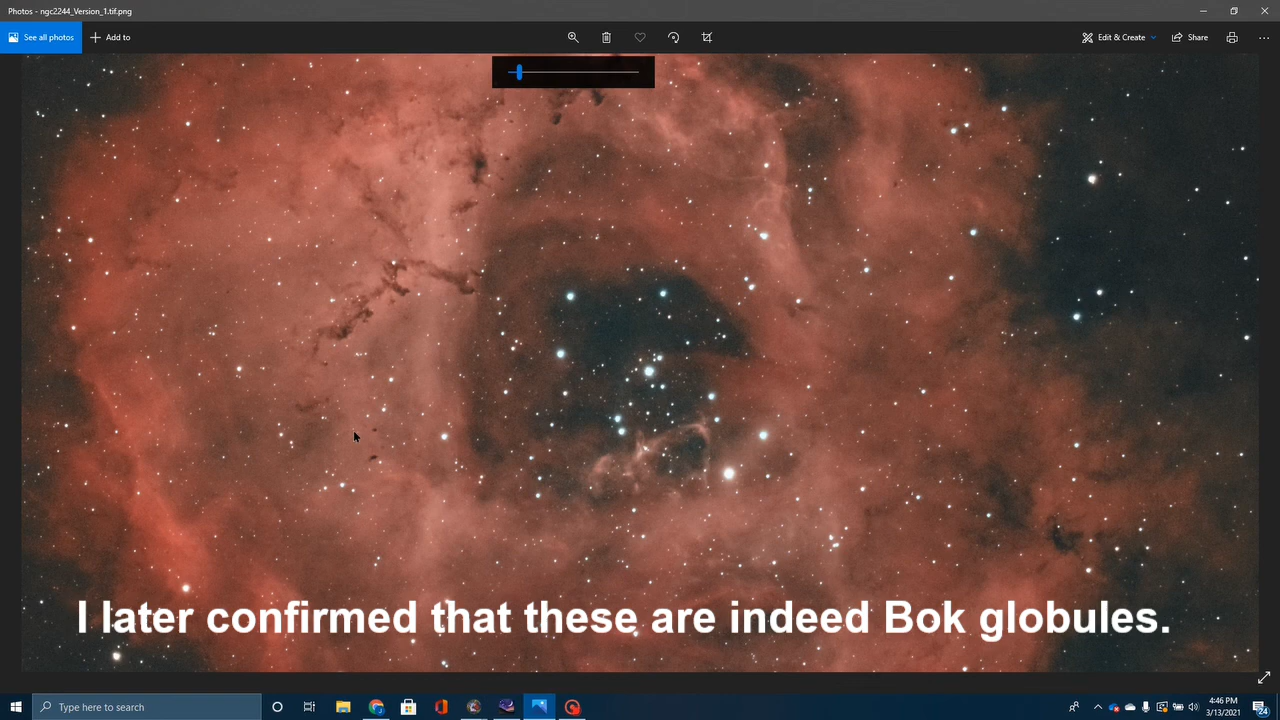 Photos - ngc2244_Version_1.tif.png
See all photos
Add to
Edit & Create
Share
I later confirmed that these are indeed Bok globules.
Type here to search
4:46 PM
3/13/2021
24